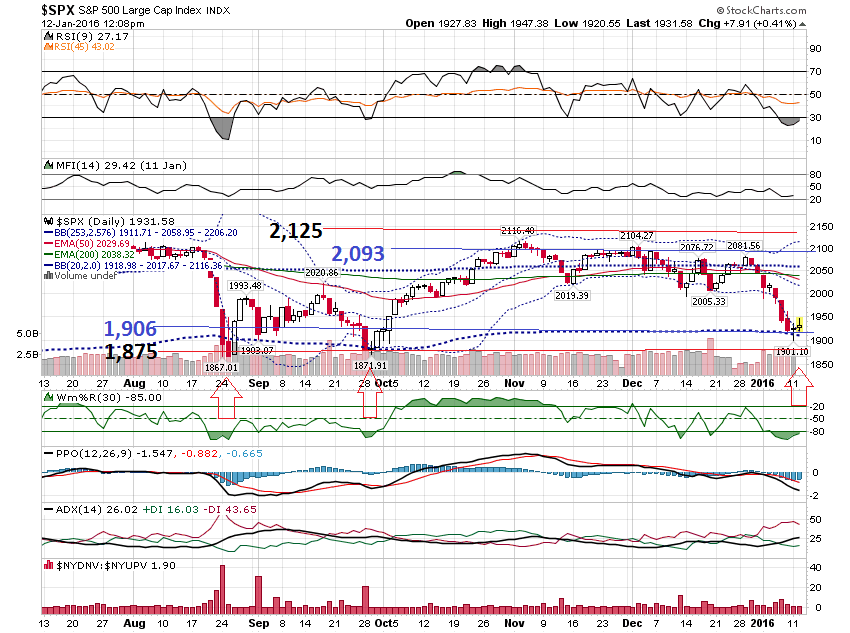 $SPX S&P 500 Large Cap Index INDX © StockCharts.com
12-Jan-2016 12:08pm Open 1927.83 High 1947.38 Low 1920.55 Last 1931.58 Chg +7.91 (+0.41%)
RSI(9) 27.17
RSI(45) 43.02
90
70
50
30
10
MFI(14) 29.42 (11 Jan)
80
50
20
$SPX (Daily) 1931.58
BB(253,2.576) 1911.71 - 2058.95 - 2206.20
EMA(50) 2029.69
EMA(200) 2038.32
BB(20,2.0) 1918.98 - 2017.67 - 2116.36
Volume undef
2,125
2,093
1,906
1,875
1993.48
2020.86
2116.48
2104.27
2076.72
2081.56
2019.39
2005.33
1903.07
1867.01
1871.91
1901.10
2150
2100
2050
2000
1950
1900
1850
5.0B
2.5B
13 20 27 Aug 10 17 24 Sep 8 14 21 28 Oct 5 12 19 26 Nov 9 16 23 Dec 7 14 21 28 2016 11
Wm%R(30) -85.00
-20
-50
-80
PPO(12,26,9) -1.547, -0.882, -0.665
0
-2
ADX(14) 26.02 +DI 16.03 -DI 43.65
50
25
$NYDNV:$NYUPV 1.90
40
20
0
13 20 27 Aug 10 17 24 Sep 8 14 21 28 Oct 5 12 19 26 Nov 9 16 23 Dec 7 14 21 28 2016 11